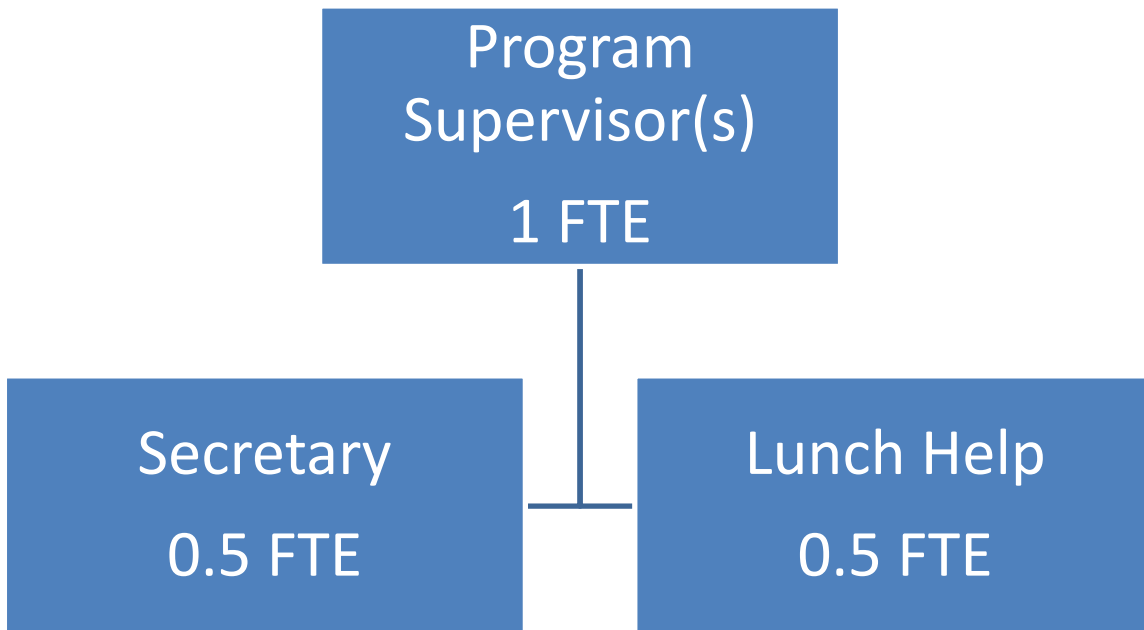 Program
Supervisor(s)
1 FTE
Secretary
0.5 FTE
Lunch Help
0.5 FTE